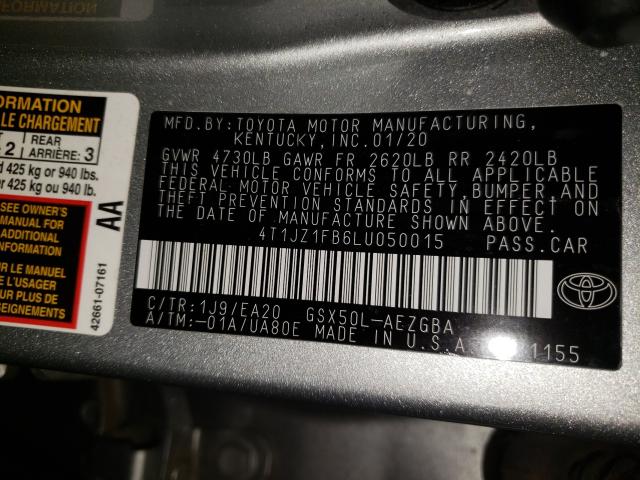 ORMATION
LE CHARGEMENT
2 REAR
ARRIÈRE: 3
d 425 kg or 940 lbs.
r 425 kg ou 940 lb.
SEE OWNER'S
MANUAL FOR
ADDITIONAL
INFORMATION
R LE MANUEL
DE L'USAGER
POUR PLUS DE
ENSEIGNEMENTS
AA
42661-07161
MFD.BY:TOYOTA MOTOR MANUFACTURING,
KENTUCKY, INC.01/20
GVWR 4730LB GAWR FR 2620LB RR 2420LB
THIS VEHICLE CONFORMS TO ALL APPLICABLE
FEDERAL MOTOR VEHICLE SAFETY, BUMPER, AND
THEFT PREVENTION STANDARDS IN EFFECT ON
THE DATE OF MANUFACTURE SHOWN ABOVE.
4T1JZ1FB6LU050015 PASS.CAR
C/TR:1J9/EA20 GSX50L-AEZGBA
A/TM:-01A/UA80E MADE IN U.S.A 1155